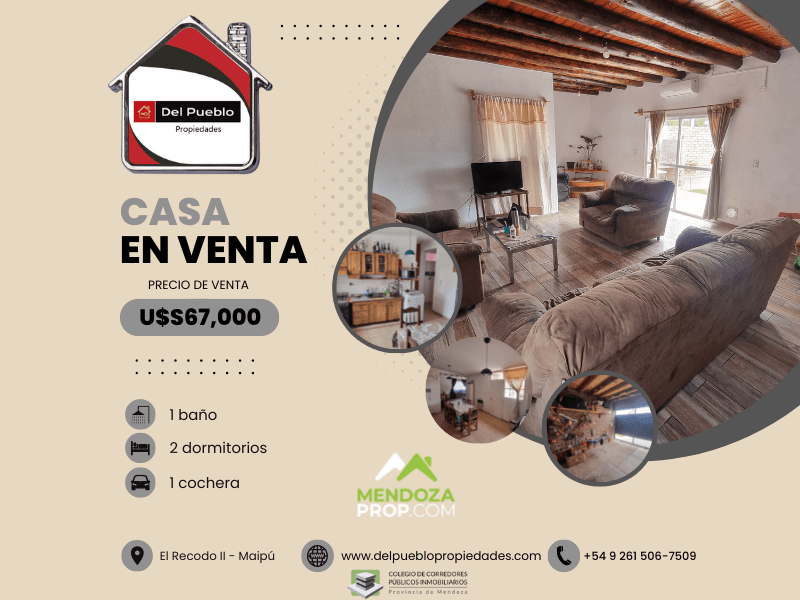 Del Pueblo
Propiedades
CASA
EN VENTA
PRECIO DE VENTA
U$S67,000
1 baño
2 dormitorios
1 cochera
MENDOZA
PROP.COM
El Recodo II - Maipú
www.delpueblopropiedades.com
+54 9 261 506-7509
COLEGIO DE CORREDORES
PÚBLICOS INMOBILIARIOS
Provincia de Mendoza